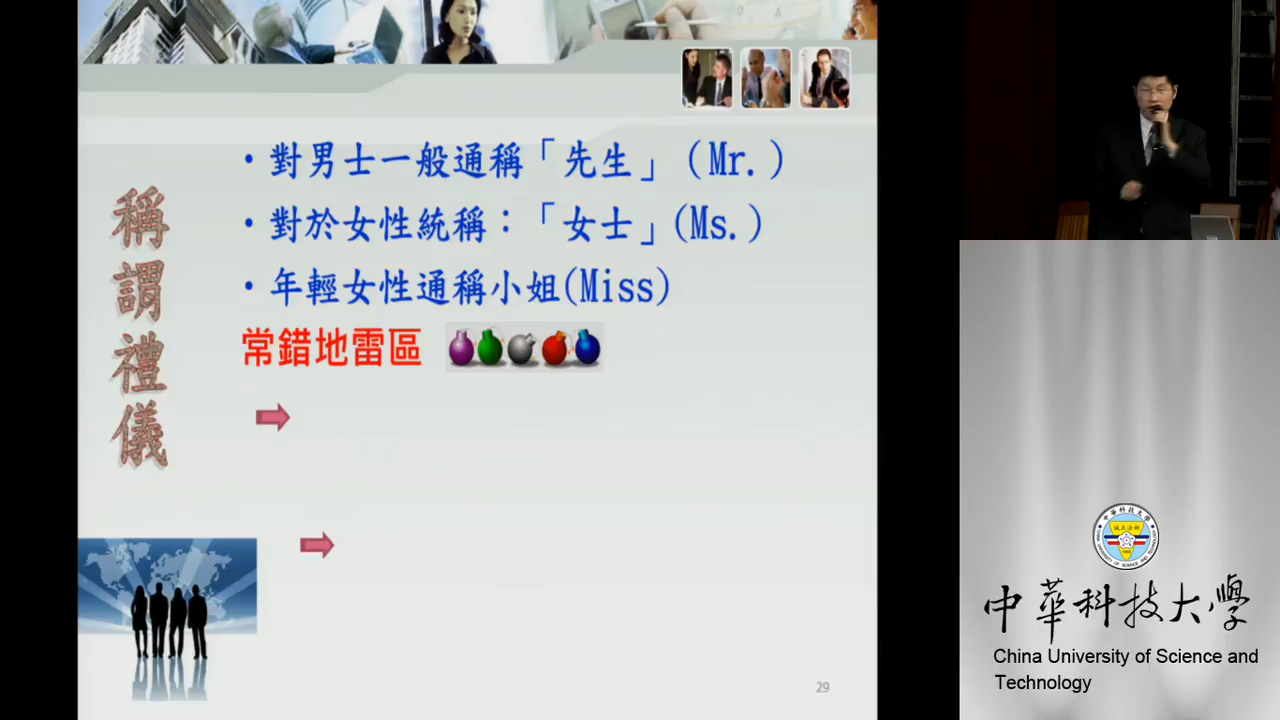 稱謂禮儀
•對男士一般通稱「先生」（Mr.）
•對於女性統稱：「女士」(Ms.)
•年輕女性通稱小姐(Miss)
常錯地雷區
29
中華科技大學
China University of Science and
Technology